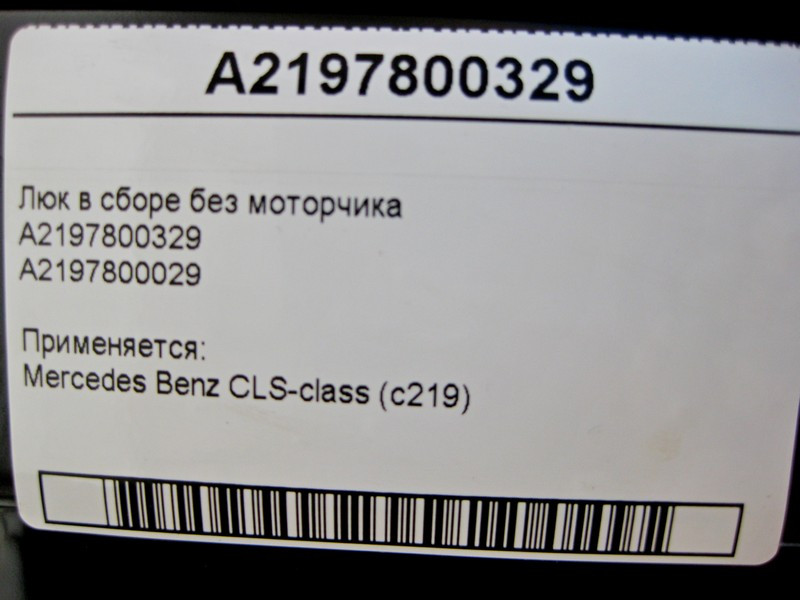 A2197800329
Люк в сборе без моторчика
A2197800329
A2197800029
Применяется:
Mercedes Benz CLS-class (c219)